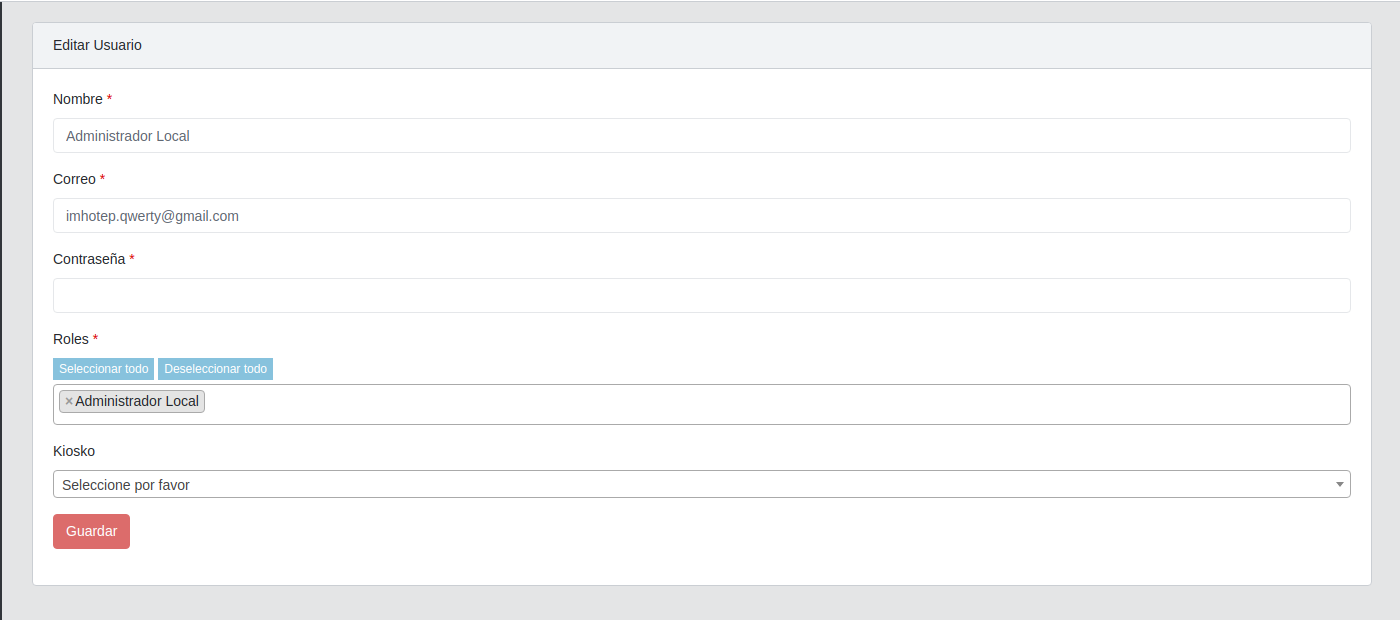 Editar Usuario
Nombre *
Administrador Local
Correo *
imhotep.qwerty@gmail.com
Contraseña *
Roles *
Seleccionar todo Deseleccionar todo
×Administrador Local
Kiosko
Seleccione por favor
Guardar